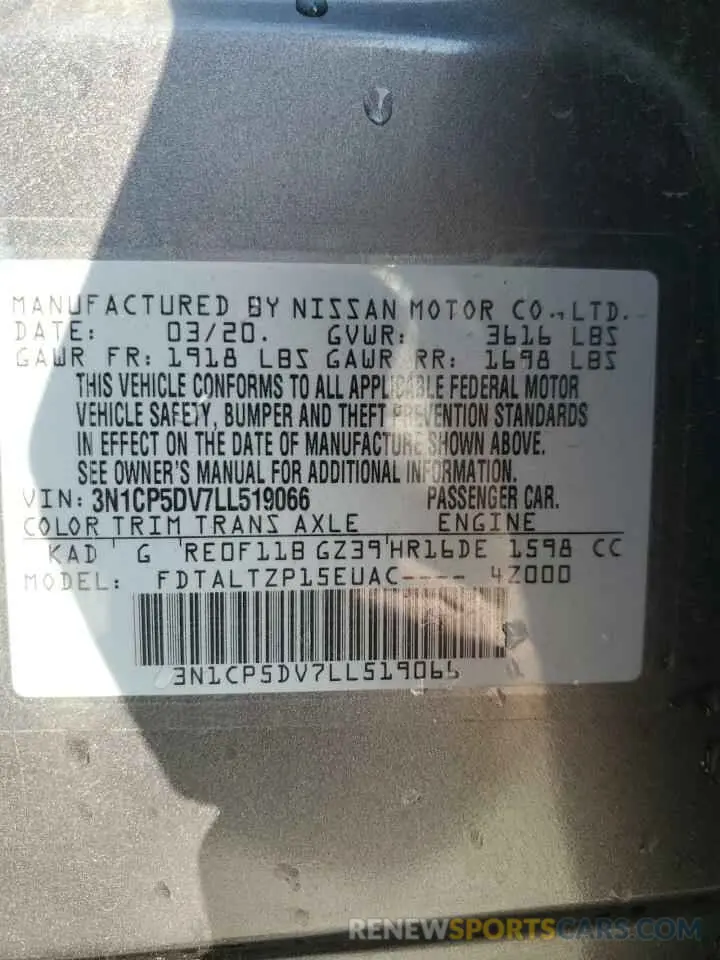 MANUFACTURED BY NISSAN MOTOR CO., LTD.
DATE: 03/20. GVWR: 3616 LBS
GAWR FR: 1918 LBS GAWR RR: 1698 LBS
THIS VEHICLE CONFORMS TO ALL APPLICABLE FEDERAL MOTOR
VEHICLE SAFETY, BUMPER AND THEFT PREVENTION STANDARDS
IN EFFECT ON THE DATE OF MANUFACTURE SHOWN ABOVE.
SEE OWNER'S MANUAL FOR ADDITIONAL INFORMATION.
VIN: 3N1CP5DV7LL519066 PASSENGER CAR.
COLOR TRIM TRANS AXLE ENGINE
KAD G RE0F11B GZ39 HR16DE 1598 CC
MODEL: FDTALTZP15EUAC---- 4Z000
3N1CP5DV7LL519066
RENEWSPORTSCARS.COM